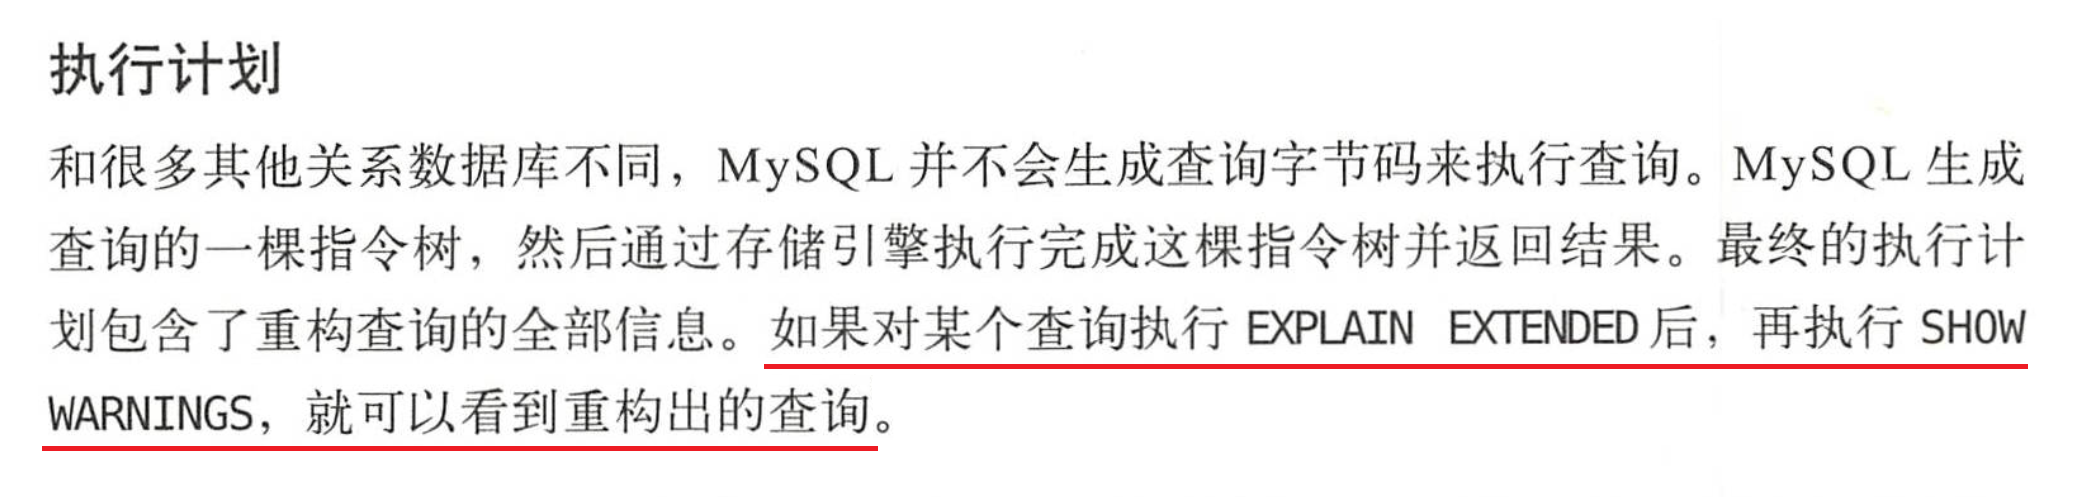 执行计划
和很多其他关系数据库不同，MySQL 并不会生成查询字节码来执行查询。MySQL 生成
查询的一棵指令树，然后通过存储引擎执行完成这棵指令树并返回结果。最终的执行计
划包含了重构查询的全部信息。如果对某个查询执行 EXPLAIN EXTENDED 后，再执行 SHOW
WARNINGS，就可以看到重构出的查询。